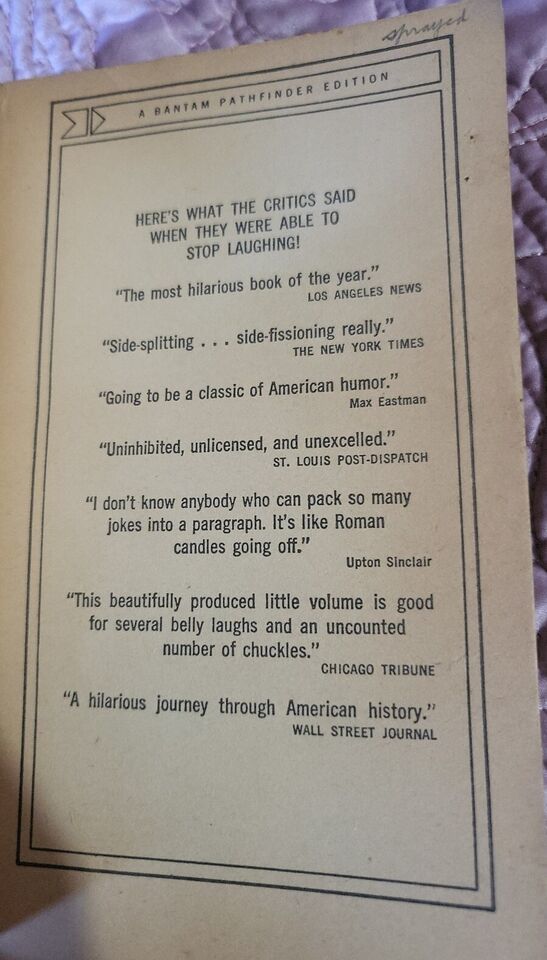 sprayed
A BANTAM PATHFINDER EDITION
HERE'S WHAT THE CRITICS SAID
WHEN THEY WERE ABLE TO
STOP LAUGHING!
“The most hilarious book of the year.”
LOS ANGELES NEWS
“Side-splitting . . . side-fissioning really.”
THE NEW YORK TIMES
“Going to be a classic of American humor.”
Max Eastman
“Uninhibited, unlicensed, and unexcelled.”
ST. LOUIS POST-DISPATCH
“I don't know anybody who can pack so many
jokes into a paragraph. It's like Roman
candles going off.”
Upton Sinclair
“This beautifully produced little volume is good
for several belly laughs and an uncounted
number of chuckles.”
CHICAGO TRIBUNE
“A hilarious journey through American history.”
WALL STREET JOURNAL